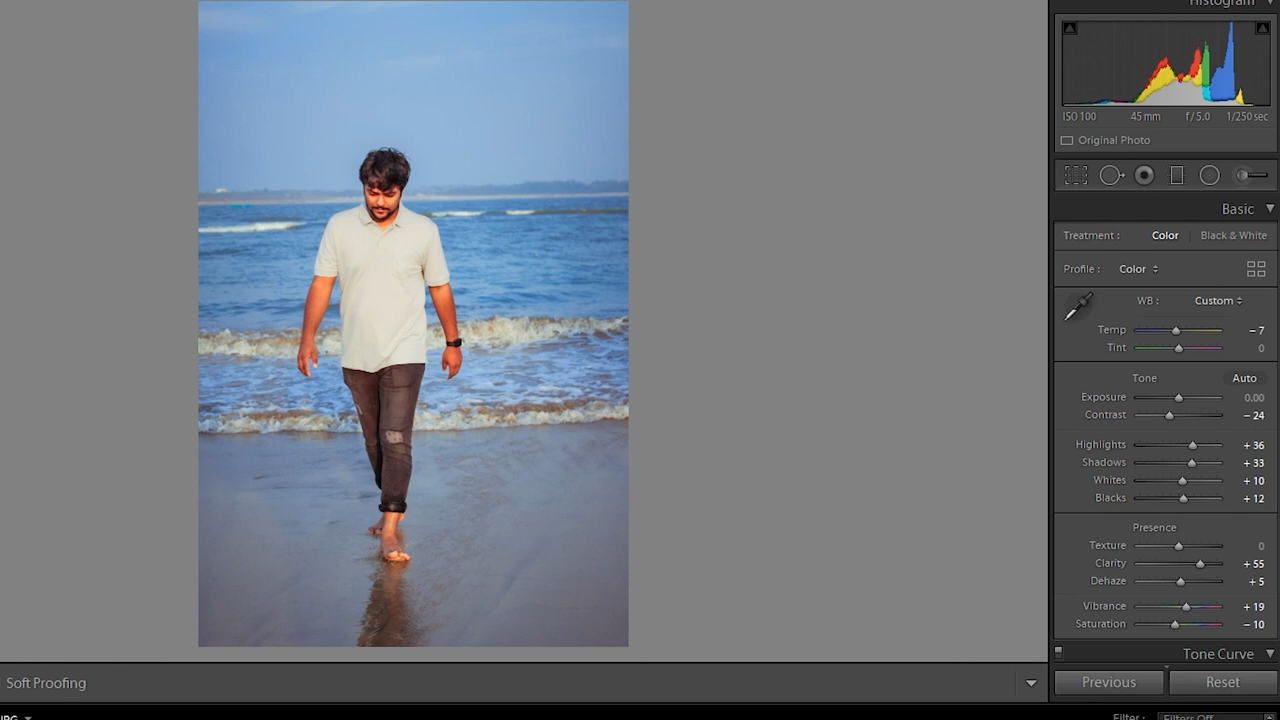 Histogram
ISO 100 45 mm f / 5.0 1/250 sec
Original Photo
Basic
Treatment : Color Black & White
Profile : Color
WB : Custom
Temp − 7
Tint 0
Tone Auto
Exposure 0.00
Contrast − 24
Highlights + 36
Shadows + 33
Whites + 10
Blacks + 12
Presence
Texture 0
Clarity + 55
Dehaze + 5
Vibrance + 19
Saturation − 10
Tone Curve
Soft Proofing
Previous Reset
Filter : Filters Off